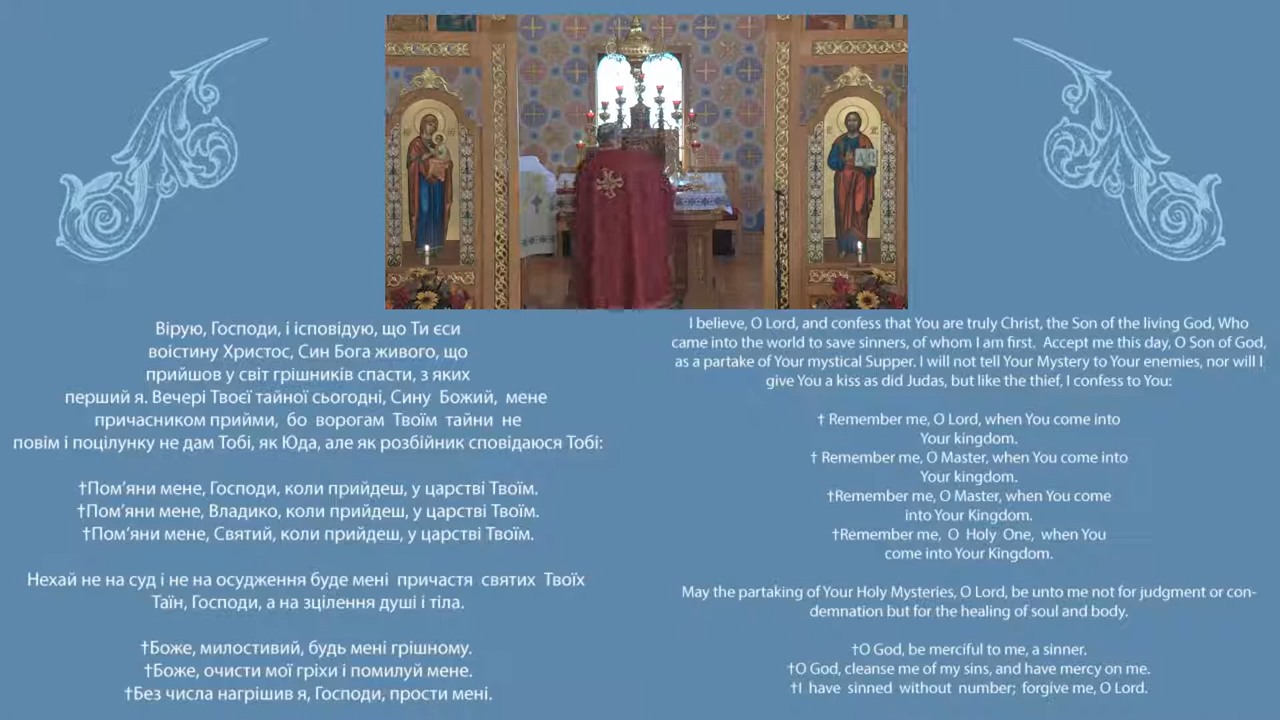 Вірую, Господи, і ісповідую, що Ти єси
воістину Христос, Син Бога живого, що
прийшов у світ грішників спасти, з яких
перший я. Вечері Твоєї тайної сьогодні, Сину Божий, мене
причасником прийми, бо ворогам Твоїм тайни не
повім і поцілунку не дам Тобі, як Юда, але як розбійник сповідаюся Тобі:
†Пом’яни мене, Господи, коли прийдеш, у царстві Твоїм.
†Пом’яни мене, Владико, коли прийдеш, у царстві Твоїм.
†Пом’яни мене, Святий, коли прийдеш, у царстві Твоїм.
Нехай не на суд і не на осудження буде мені причастя святих Твоїх
Таїн, Господи, а на зцілення душі і тіла.
†Боже, милостивий, будь мені грішному.
†Боже, очисти мої гріхи і помилуй мене.
†Без числа нагрішив я, Господи, прости мені.
I believe, O Lord, and confess that You are truly Christ, the Son of the living God, Who
came into the world to save sinners, of whom I am first. Accept me this day, O Son of God,
as a partake of Your mystical Supper. I will not tell Your Mystery to Your enemies, nor will I
give You a kiss as did Judas, but like the thief, I confess to You:
† Remember me, O Lord, when You come into
Your kingdom.
† Remember me, O Master, when You come into
Your kingdom.
†Remember me, O Master, when You come
into Your Kingdom.
†Remember me, O Holy One, when You
come into Your Kingdom.
May the partaking of Your Holy Mysteries, O Lord, be unto me not for judgment or con-
demnation but for the healing of soul and body.
†O God, be merciful to me, a sinner.
†O God, cleanse me of my sins, and have mercy on me.
†I have sinned without number; forgive me, O Lord.